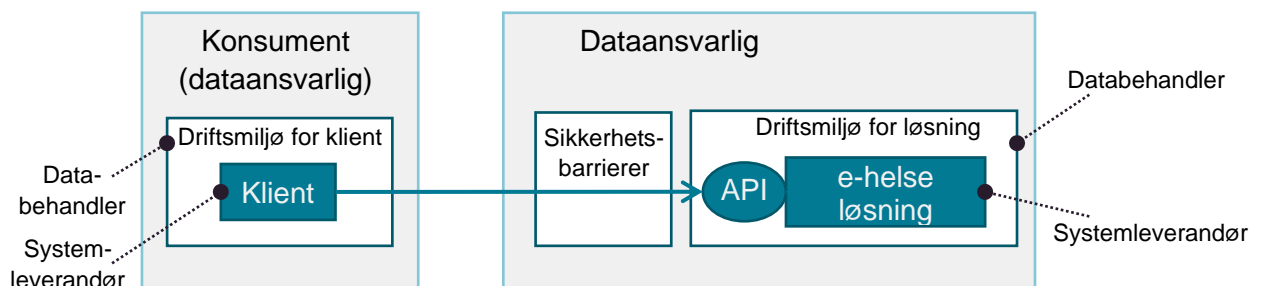 Konsument
(dataansvarlig)
Dataansvarlig
Databehandler
Driftsmiljø for klient
Sikkerhets-
barrierer
Driftsmiljø for løsning
Data-
behandler
Klient
API
e-helse
løsning
System-
leverandør
Systemleverandør